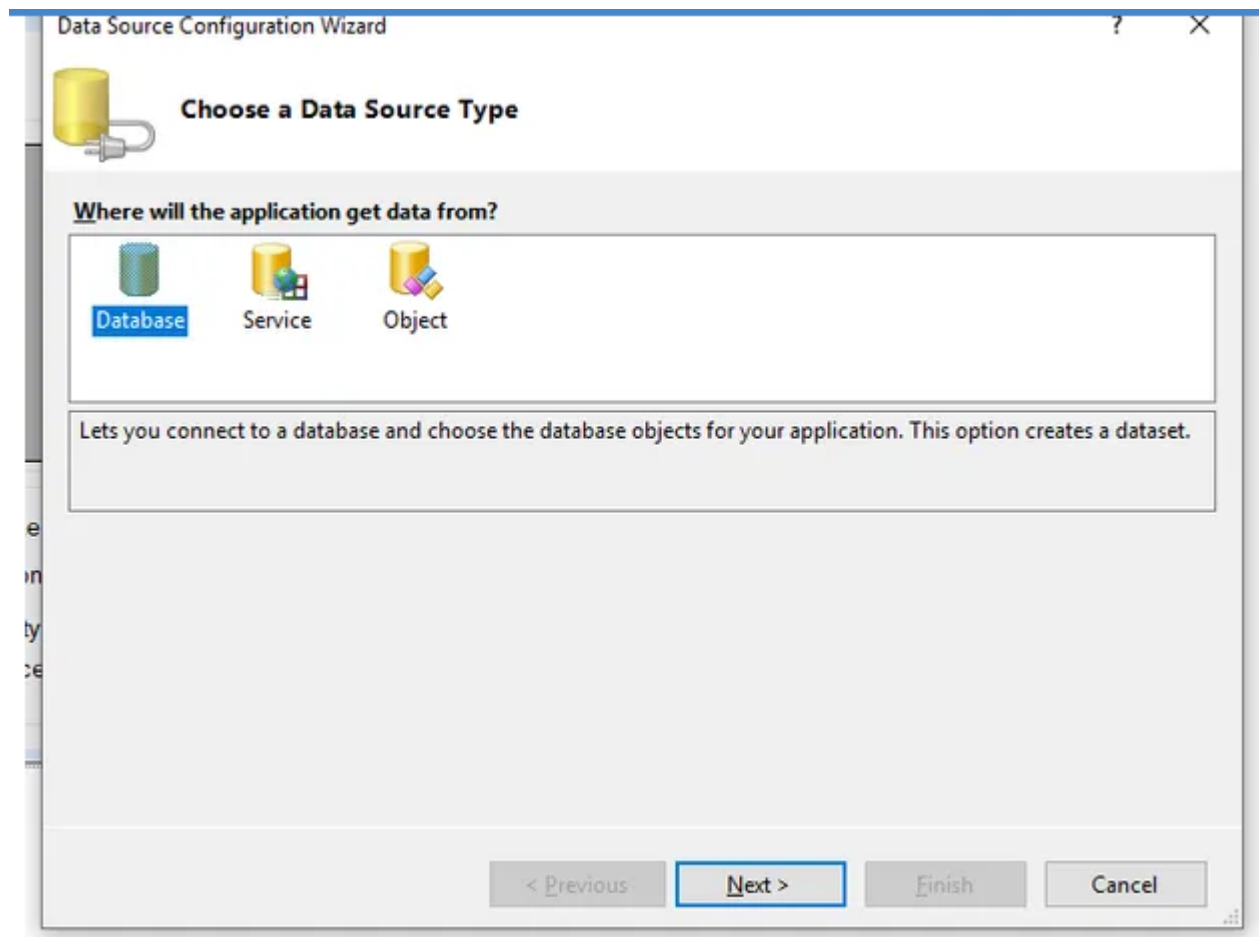 Data Source Configuration Wizard ?
Choose a Data Source Type
Where will the application get data from?
Database Service Object
Lets you connect to a database and choose the database objects for your application. This option creates a dataset.
< Previous Next > Finish Cancel